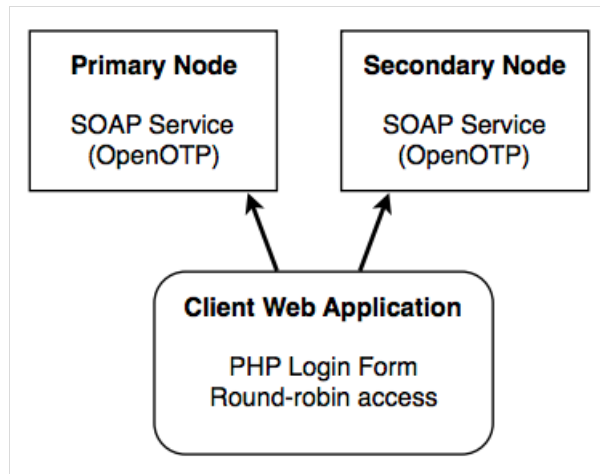 Primary Node
SOAP Service
(OpenOTP)
Secondary Node
SOAP Service
(OpenOTP)
Client Web Application
PHP Login Form
Round-robin access